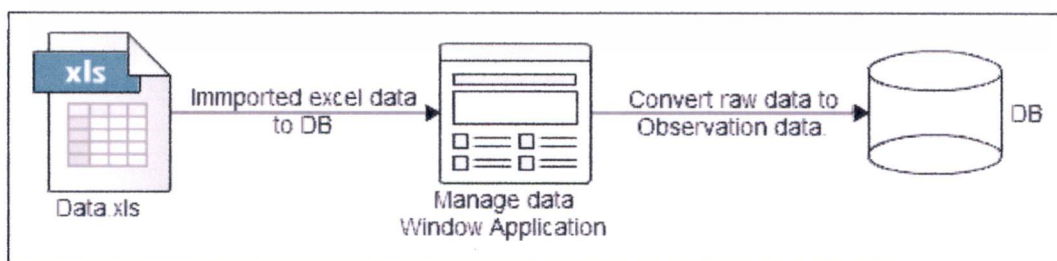 xls
Immported excel data
to DB
Convert raw data to
Observation data.
DB
Data.xls
Manage data
Window Application